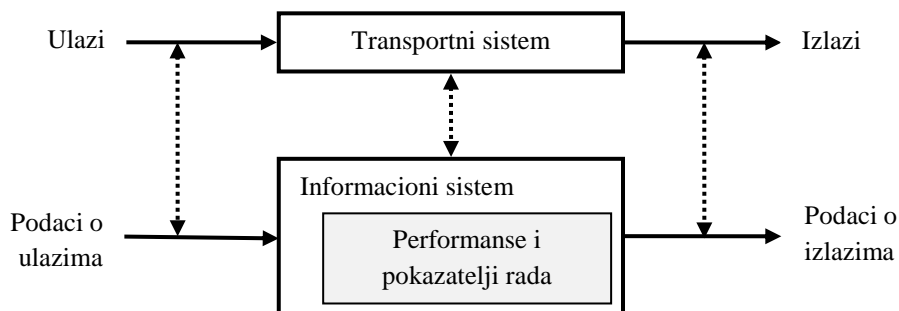 Ulazi
Transportni sistem
Izlazi
Informacioni sistem
Podaci o
ulazima
Performanse i
pokazatelji rada
Podaci o
izlazima